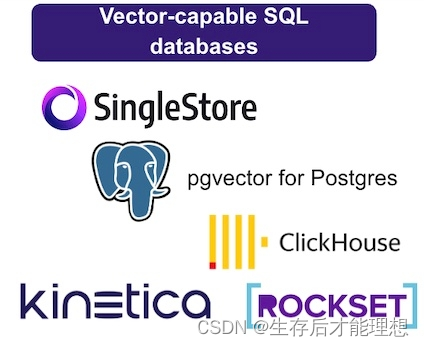 Vector-capable SQL
databases
SingleStore
pgvector for Postgres
ClickHouse
kinetica
ROCKSET
CSDN @生存后才能理想